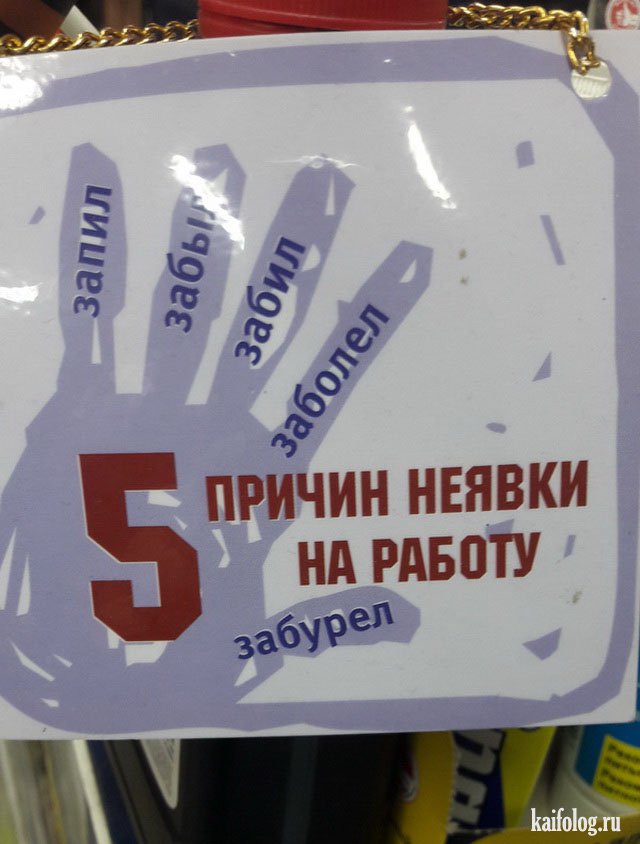 запил
забыл
забил
заболел
5 ПРИЧИН НЕЯВКИ
НА РАБОТУ
забурел
kaifolog.ru